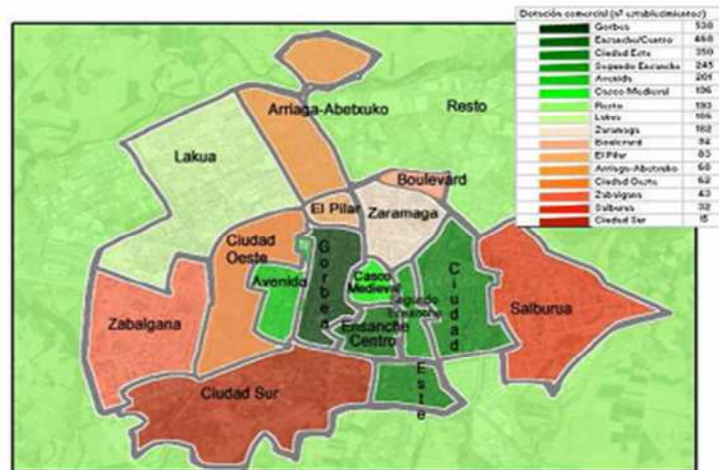 Dotación comercial (nº establecimientos)
Gorbea 538
Ensanche/Centro 468
Ciudad Este 350
Segundo Ensanche 245
Avenida 201
Casco Medieval 196
Resto 193
Lakua 186
Zaramaga 182
Boulevard 94
El Pilar 83
Arriaga-Abetxuko 68
Ciudad Oeste 62
Zabalgana 43
Salburua 32
Ciudad Sur 15
Arriaga-Abetxuko
Resto
Lakua
Boulevard
El Pilar
Zaramaga
Ciudad
Oeste
Gorbea
Avenida
Casco
Medieval
Segundo
Ensanche
Ciudad
Salburua
Zabalgana
Ensanche
Centro
Ciudad Sur
Este